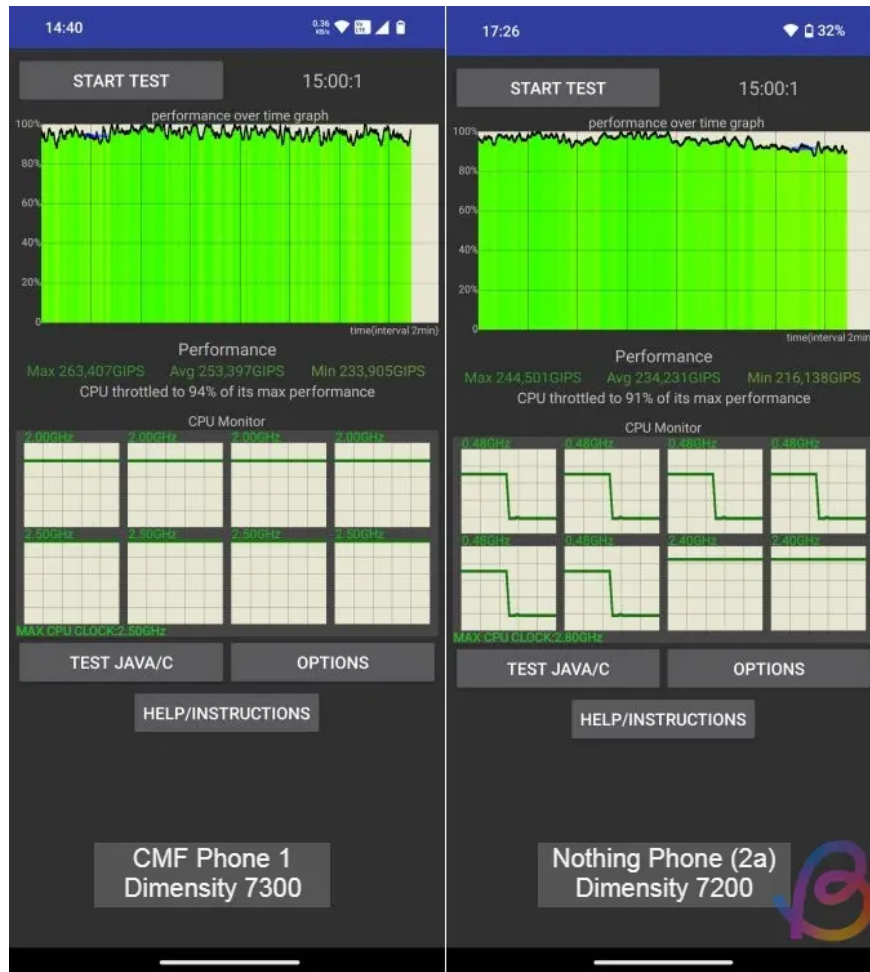 14:40
0.36
KB/s
Vo
LTE
START TEST
15:00:1
performance over time graph
100%
80%
60%
40%
20%
0
time(interval 2min)
Performance
Max 263,407GIPS Avg 253,397GIPS Min 233,905GIPS
CPU throttled to 94% of its max performance
CPU Monitor
2.00GHz 2.00GHz 2.00GHz 2.00GHz
2.50GHz 2.50GHz 2.50GHz 2.50GHz
MAX CPU CLOCK:2.50GHz
TEST JAVA/C
OPTIONS
HELP/INSTRUCTIONS
CMF Phone 1
Dimensity 7300
17:26
32%
START TEST
15:00:1
performance over time graph
100%
80%
60%
40%
20%
0
time(interval 2min
Performance
Max 244,501GIPS Avg 234,231GIPS Min 216,138GIPS
CPU throttled to 91% of its max performance
CPU Monitor
0.48GHz 0.48GHz 0.48GHz 0.48GHz
0.48GHz 0.48GHz 2.40GHz 2.40GHz
MAX CPU CLOCK:2.80GHz
TEST JAVA/C
OPTIONS
HELP/INSTRUCTIONS
Nothing Phone (2a)
Dimensity 7200